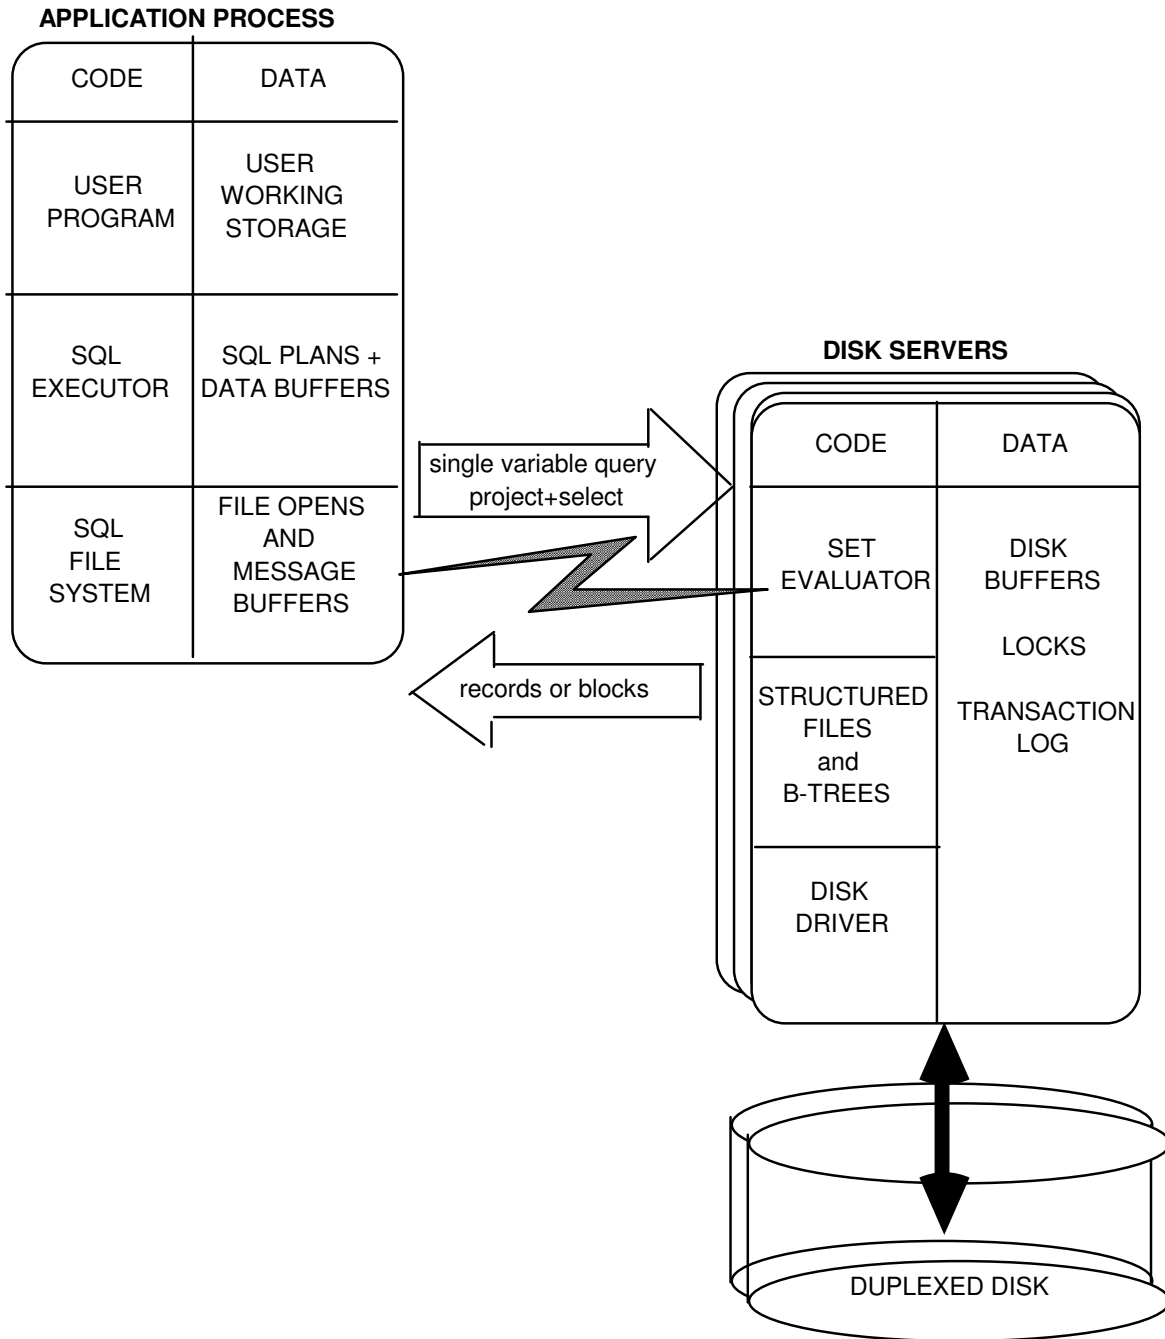 APPLICATION PROCESS
CODE
DATA
USER
PROGRAM
USER
WORKING
STORAGE
SQL
EXECUTOR
SQL PLANS +
DATA BUFFERS
SQL
FILE
SYSTEM
FILE OPENS
AND
MESSAGE
BUFFERS
single variable query
project+select
records or blocks
DISK SERVERS
CODE
DATA
SET
EVALUATOR
DISK
BUFFERS
LOCKS
TRANSACTION
LOG
STRUCTURED
FILES
and
B-TREES
DISK
DRIVER
DUPLEXED DISK